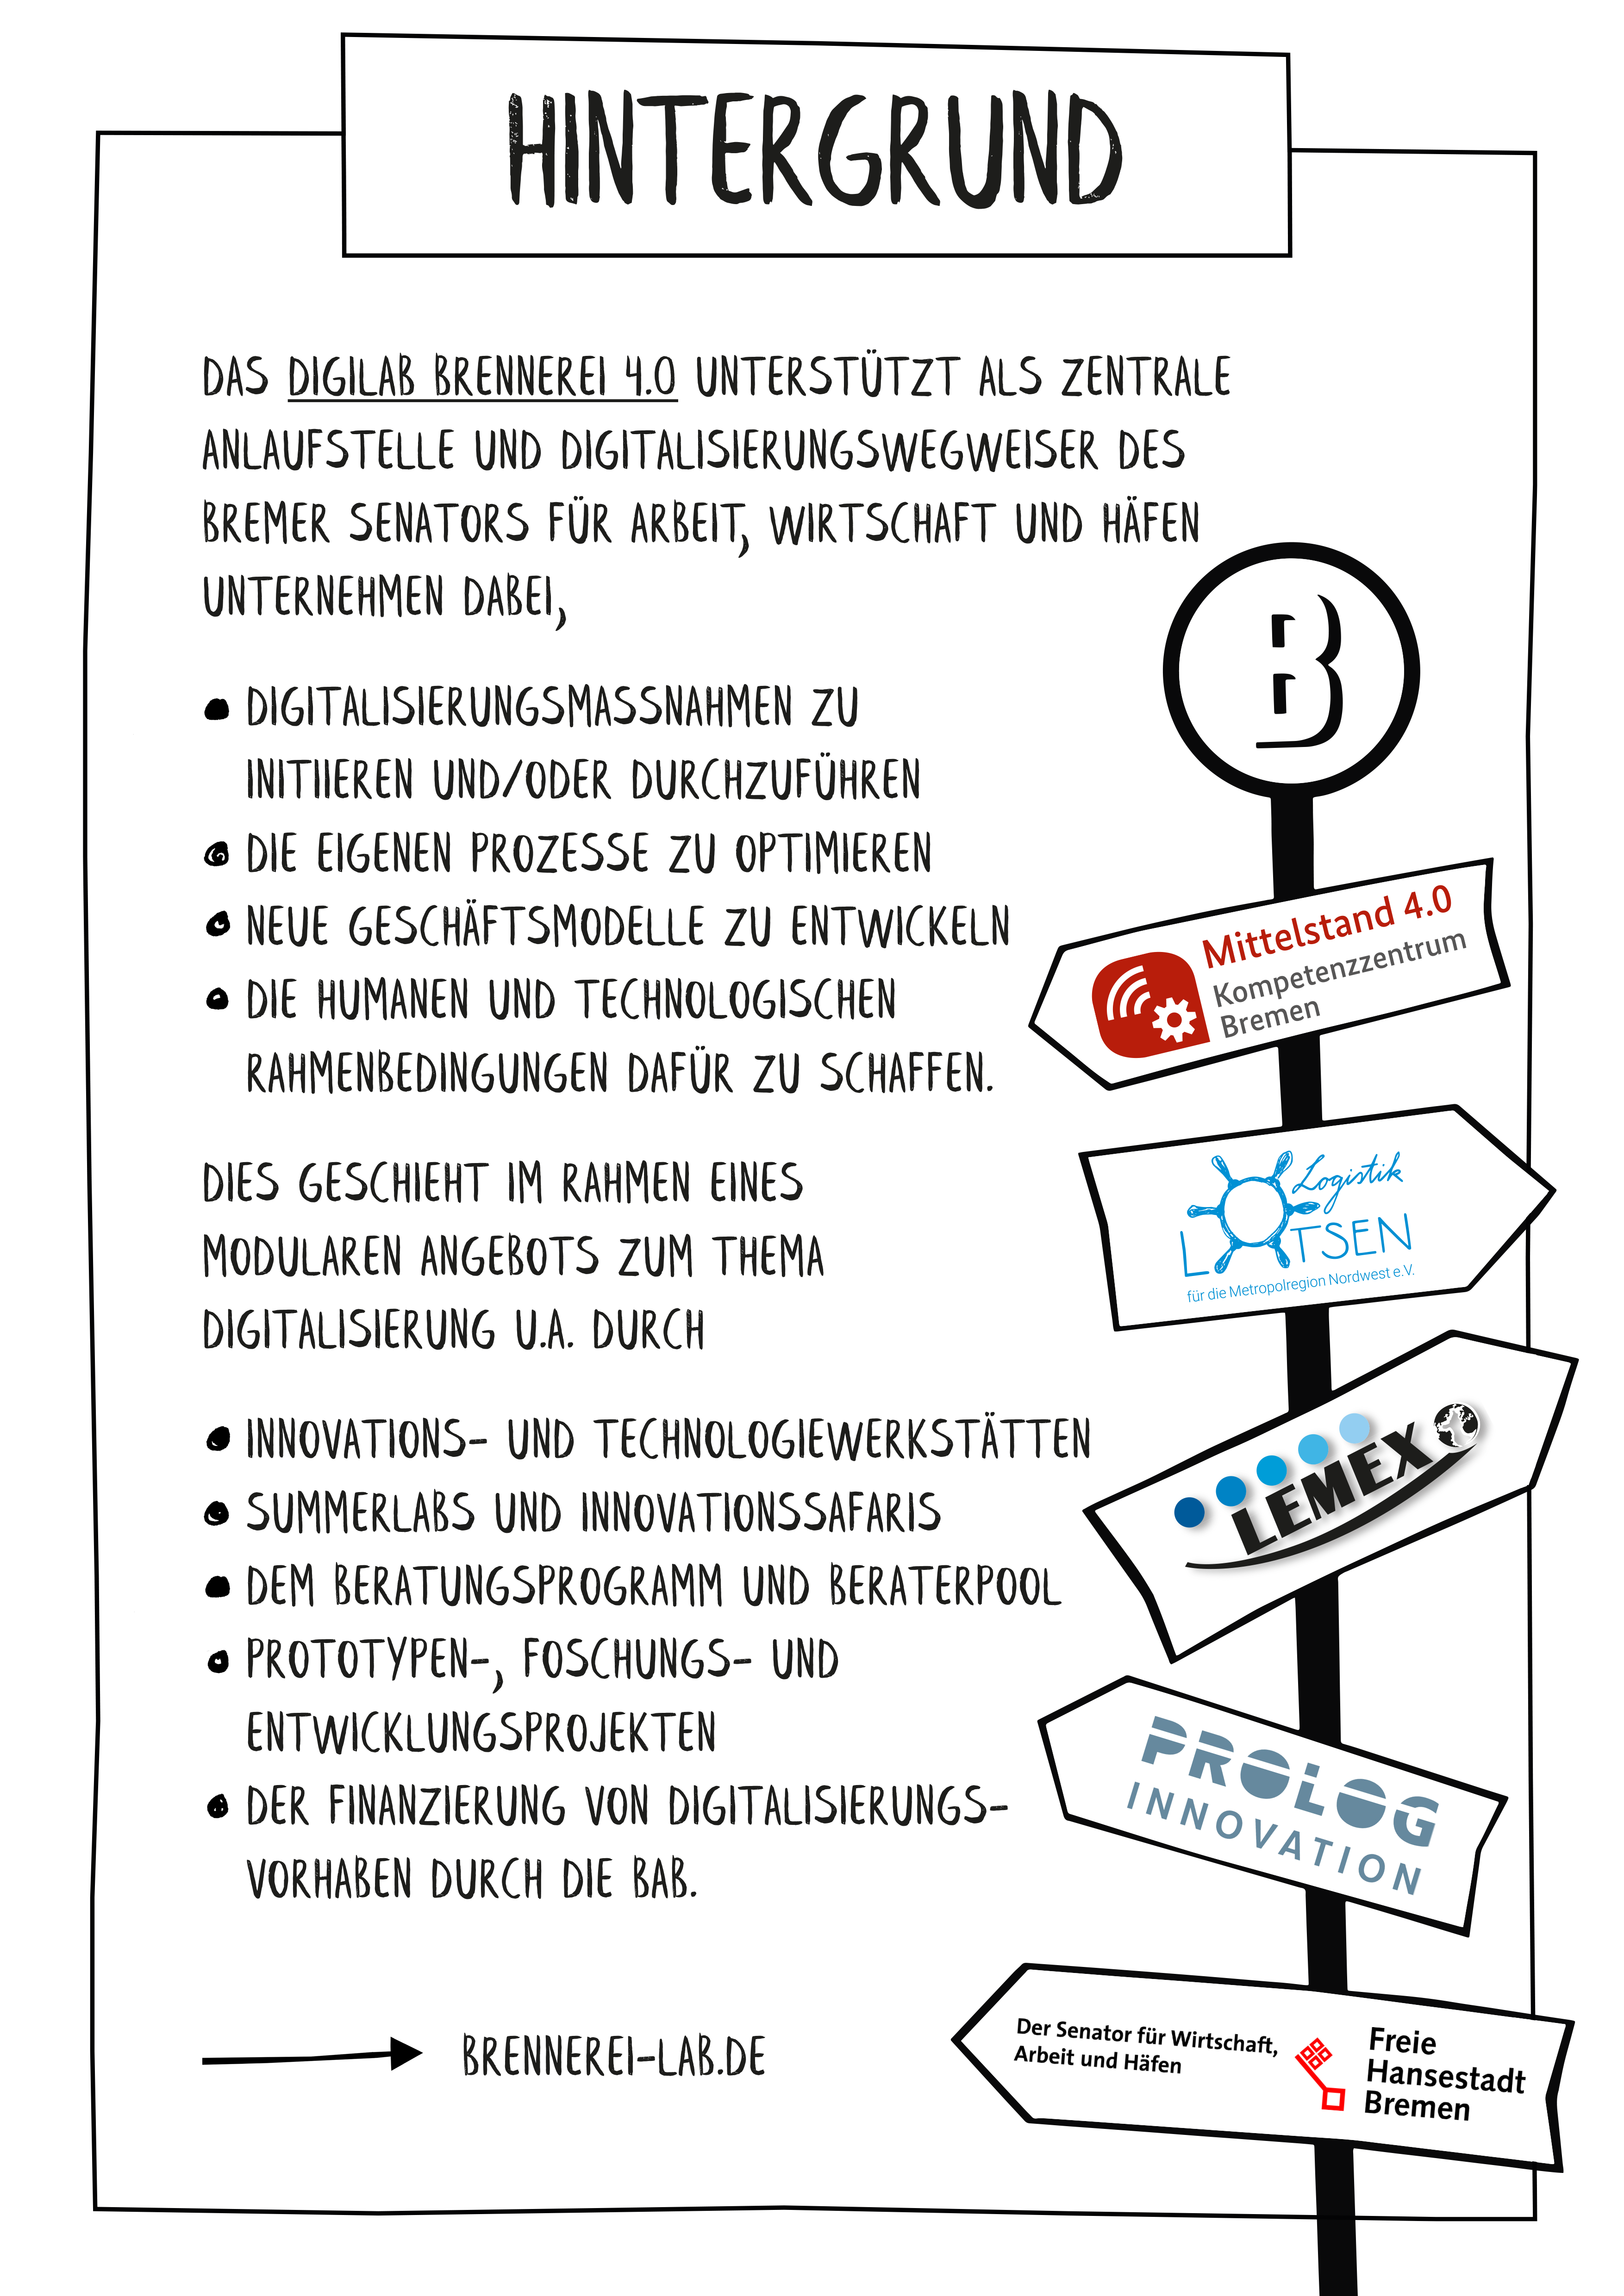 HINTERGRUND
DAS DIGILAB BRENNEREI 4.0 UNTERSTÜTZT ALS ZENTRALE
ANLAUFSTELLE UND DIGITALISIERUNGSWEGWEISER DES
BREMER SENATORS FÜR ARBEIT, WIRTSCHAFT UND HÄFEN
UNTERNEHMEN DABEI,
B
DIGITALISIERUNGSMASSNAHMEN ZU
INITIIEREN UND/ODER DURCHZUFÜHREN
DIE EIGENEN PROZESSE ZU OPTIMIEREN
NEUE GESCHÄFTSMODELLE ZU ENTWICKELN
DIE HUMANEN UND TECHNOLOGISCHEN
RAHMENBEDINGUNGEN DAFÜR ZU SCHAFFEN.
DIES GESCHIEHT IM RAHMEN EINES
MODULAREN ANGEBOTS ZUM THEMA
DIGITALISIERUNG U.A. DURCH
INNOVATIONS- UND TECHNOLOGIEWERKSTÄTTEN
SUMMERLABS UND INNOVATIONSSAFARIS
DEM BERATUNGSPROGRAMM UND BERATERPOOL
PROTOTYPEN-, FOSCHUNGS- UND
ENTWICKLUNGSPROJEKTEN
DER FINANZIERUNG VON DIGITALISIERUNGS-
VORHABEN DURCH DIE BAB.
BRENNEREI-LAB.DE
Mittelstand 4.0
Kompetenzzentrum
Bremen
Logistik
LOTSEN
für die Metropolregion Nordwest e.V.
LEMEX
PROLOG
INNOVATION
Der Senator für Wirtschaft,
Arbeit und Häfen
Freie
Hansestadt
Bremen